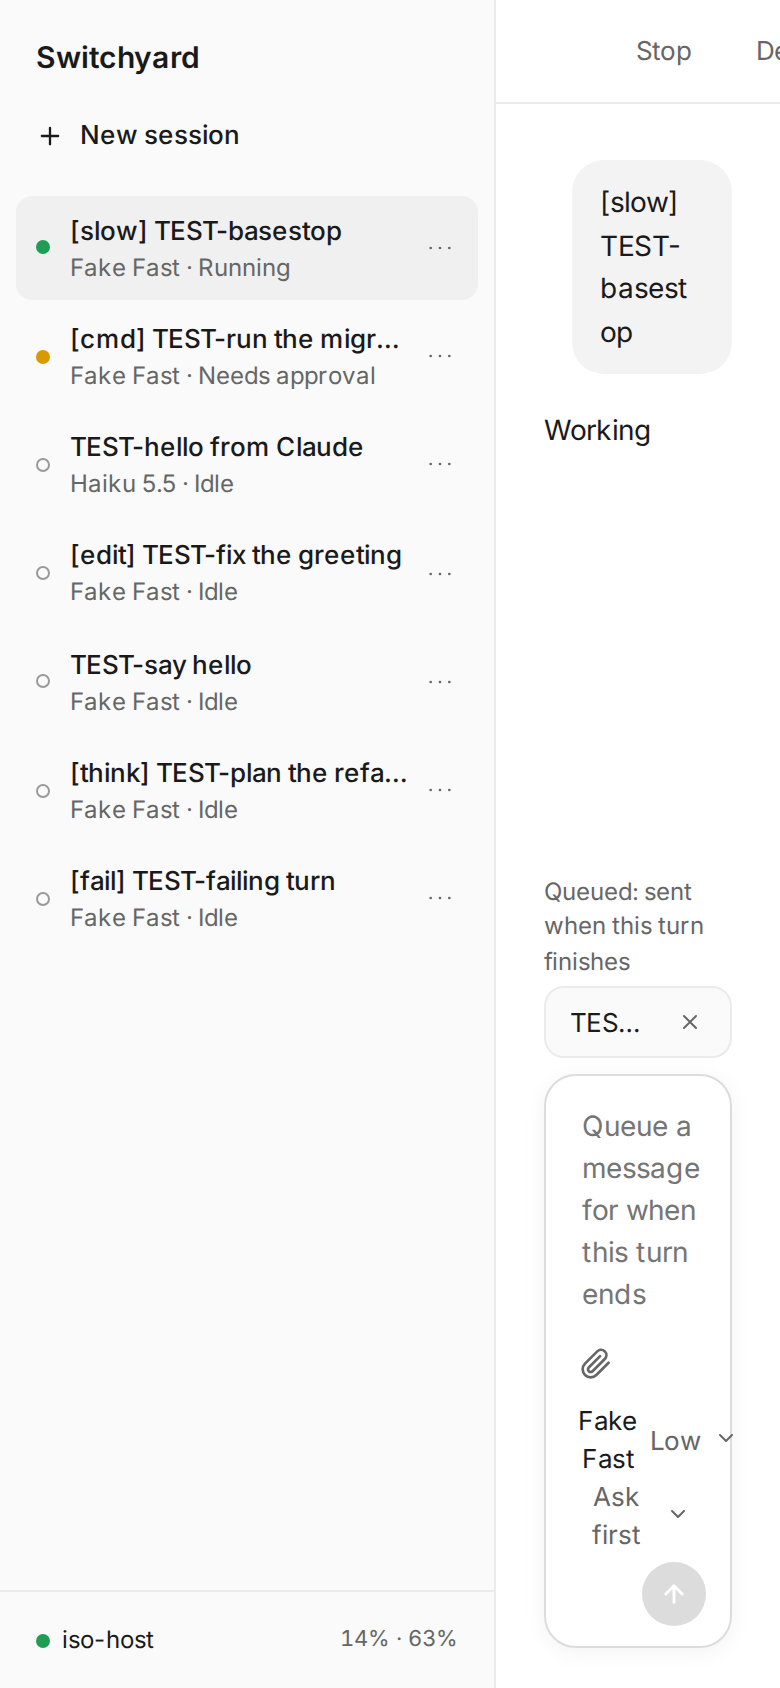 Switchyard
New session
[slow] TEST-basestop
Fake Fast · Running
[cmd] TEST-run the migr...
Fake Fast · Needs approval
TEST-hello from Claude
Haiku 5.5 · Idle
[edit] TEST-fix the greeting
Fake Fast · Idle
TEST-say hello
Fake Fast · Idle
[think] TEST-plan the refa...
Fake Fast · Idle
[fail] TEST-failing turn
Fake Fast · Idle
iso-host
14% · 63%
Stop
De
[slow]
TEST-
basest
op
Working
Queued: sent
when this turn
finishes
TES...
Queue a
message
for when
this turn
ends
Fake
Fast
Low
Ask
first